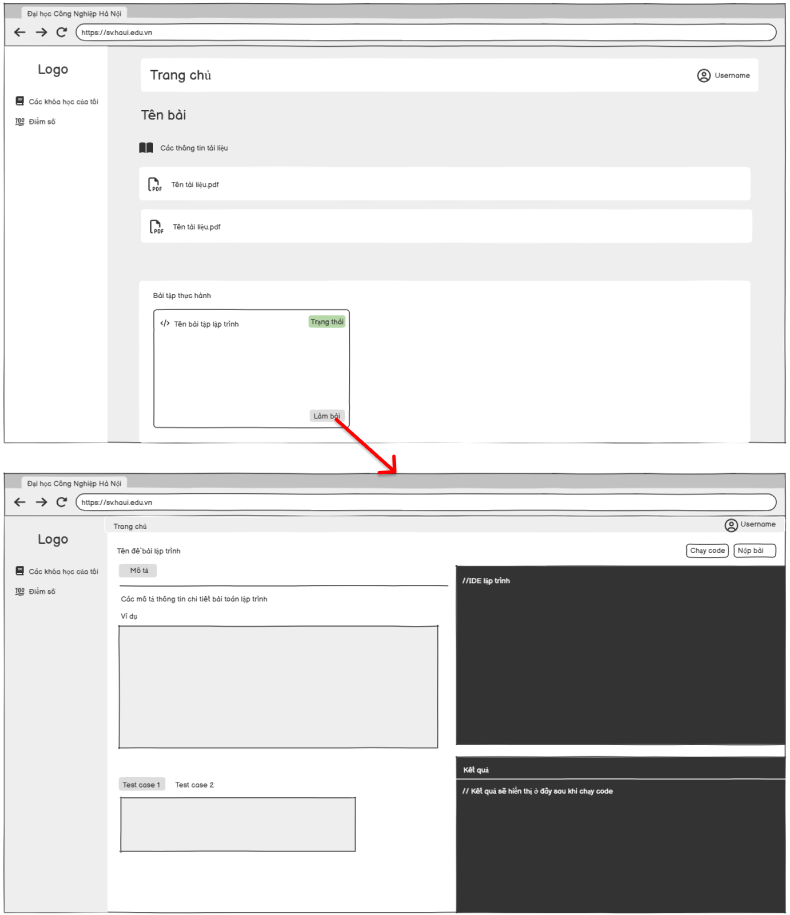 Đại học Công Nghiệp Hà Nội
https://sv.haui.edu.vn
Logo
Trang chủ
Username
Các khóa học của tôi
Điểm số
Tên bài
Các thông tin tài liệu
PDF
Tên tài liệu.pdf
PDF
Tên tài liệu.pdf
Bài tập thực hành
</> Tên bài tập lập trình
Trạng thái
Làm bài
Đại học Công Nghiệp Hà Nội
https://sv.haui.edu.vn
Logo
Trang chủ
Username
Các khóa học của tôi
Điểm số
Tên đề bài lập trình
Chạy code
Nộp bài
Mô tả
Các mô tả thông tin chi tiết bài toán lập trình
Ví dụ
//IDE lập trình
Test case 1
Test case 2
Kết quả
// Kết quả sẽ hiển thị ở đây sau khi chạy code